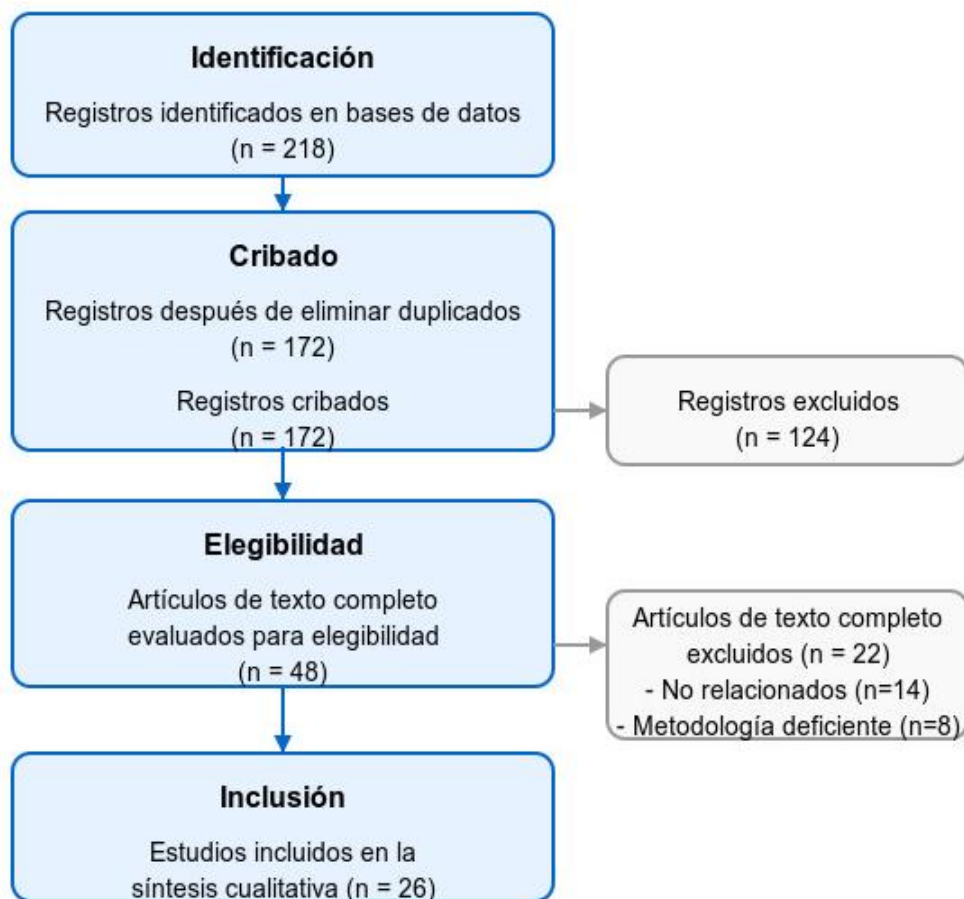 Identificación
Registros identificados en bases de datos
(n = 218)
Cribado
Registros después de eliminar duplicados
(n = 172)
Registros cribados
(n = 172)
Registros excluidos
(n = 124)
Elegibilidad
Artículos de texto completo
evaluados para elegibilidad
(n = 48)
Artículos de texto completo
excluidos (n = 22)
- No relacionados (n=14)
- Metodología deficiente (n=8)
Inclusión
Estudios incluidos en la
síntesis cualitativa (n = 26)